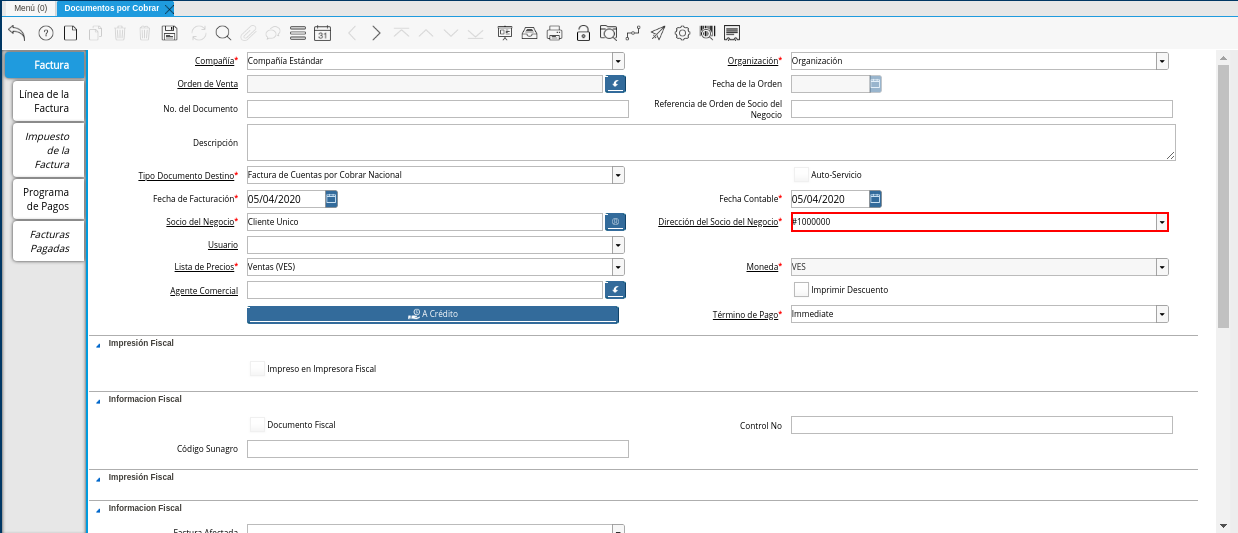 Menú (0)
Documentos por Cobrar
31
Factura
Línea de la
Factura
Impuesto
de la
Factura
Programa
de Pagos
Facturas
Pagadas
Compañía* Compañía Estándar
Organización* Organización
Orden de Venta
Fecha de la Orden
No. del Documento
Referencia de Orden de Socio del
Negocio
Descripción
Tipo Documento Destino* Factura de Cuentas por Cobrar Nacional
Auto-Servicio
Fecha de Facturación* 05/04/2020
Fecha Contable* 05/04/2020
Socio del Negocio* Cliente Unico
Dirección del Socio del Negocio* #1000000
Usuario
Lista de Precios* Ventas (VES)
Moneda* VES
Agente Comercial
Imprimir Descuento
A Crédito
Término de Pago* Immediate
Impresión Fiscal
Impreso en Impresora Fiscal
Informacion Fiscal
Documento Fiscal
Control No
Código Sunagro
Impresión Fiscal
Informacion Fiscal
Factura Afectada